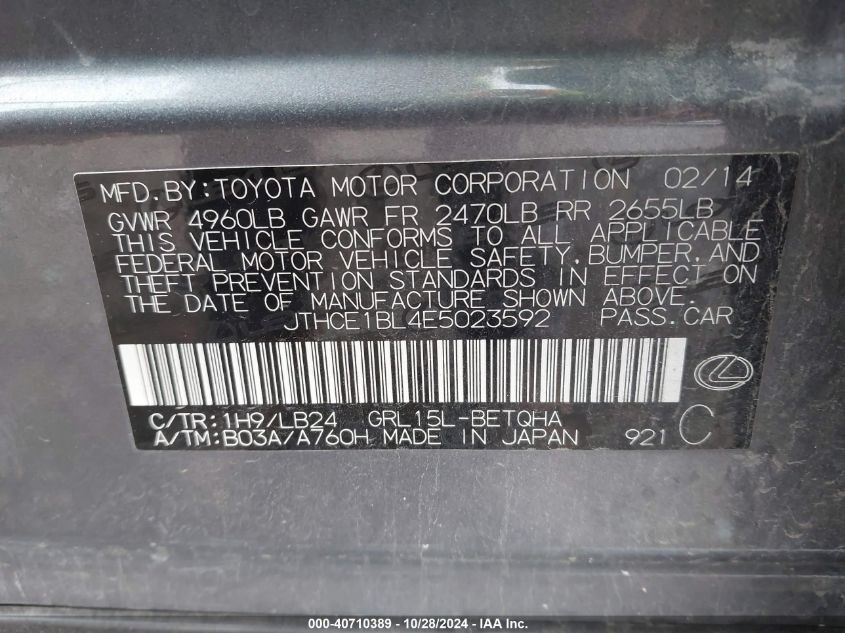 MFD.BY:TOYOTA MOTOR CORPORATION 02/14
GVWR 4960LB GAWR FR 2470LB RR 2655LB
THIS VEHICLE CONFORMS TO ALL APPLICABLE
FEDERAL MOTOR VEHICLE SAFETY,BUMPER,AND
THEFT PREVENTION STANDARDS IN EFFECT ON
THE DATE OF MANUFACTURE SHOWN ABOVE.
JTHCE1BL4E5023592 PASS.CAR
C/TR:1H9/LB24 GRL15L-BETQHA
A/TM:B03A/A760H MADE IN JAPAN 921 C
000-40710389 - 10/28/2024 - IAA Inc.